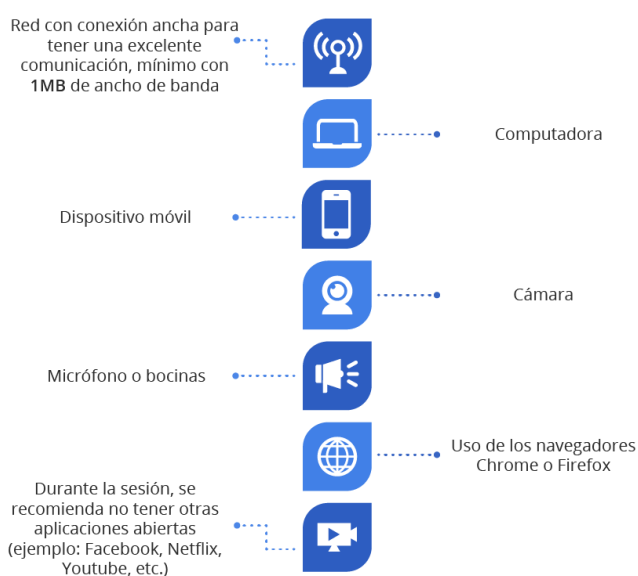 Red con conexión ancha para
tener una excelente
comunicación, mínimo con
1MB de ancho de banda
Computadora
Dispositivo móvil
Cámara
Micrófono o bocinas
Uso de los navegadores
Chrome o Firefox
Durante la sesión, se
recomienda no tener otras
aplicaciones abiertas
(ejemplo: Facebook, Netflix,
Youtube, etc.)